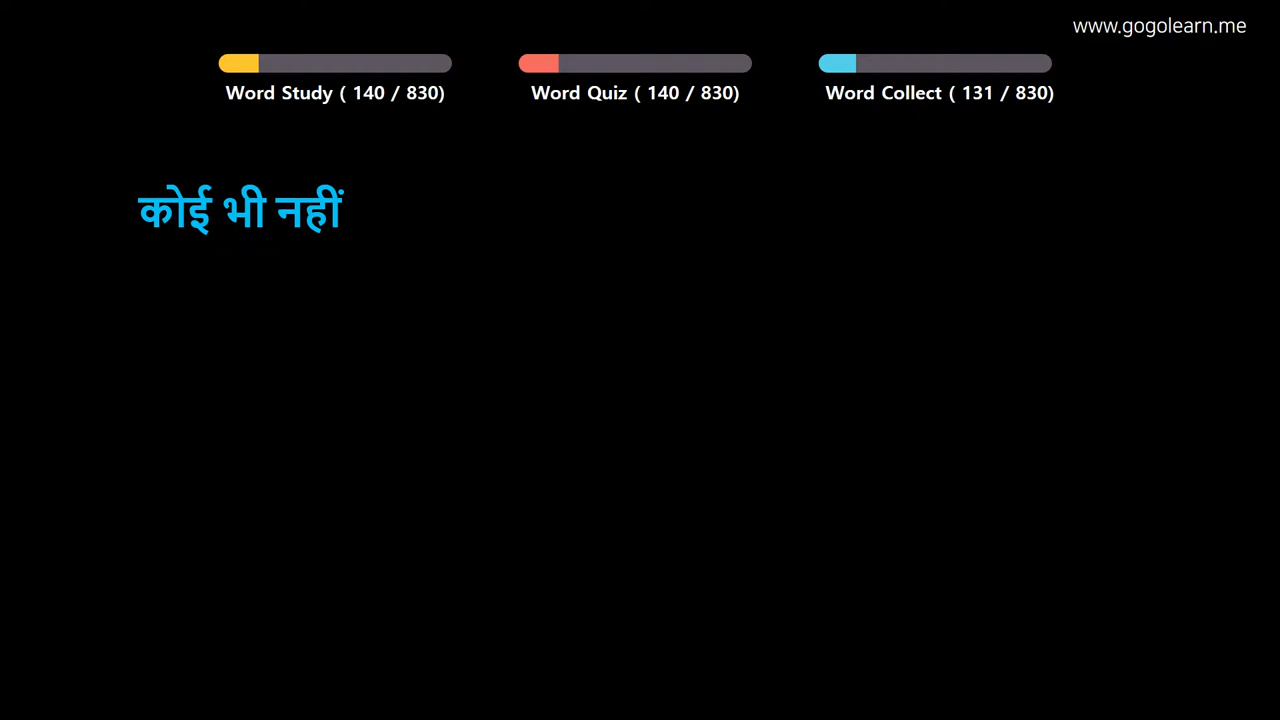 www.gogolearn.me
Word Study ( 140 / 830)
Word Quiz ( 140 / 830)
Word Collect ( 131 / 830)
कोई भी नहीं